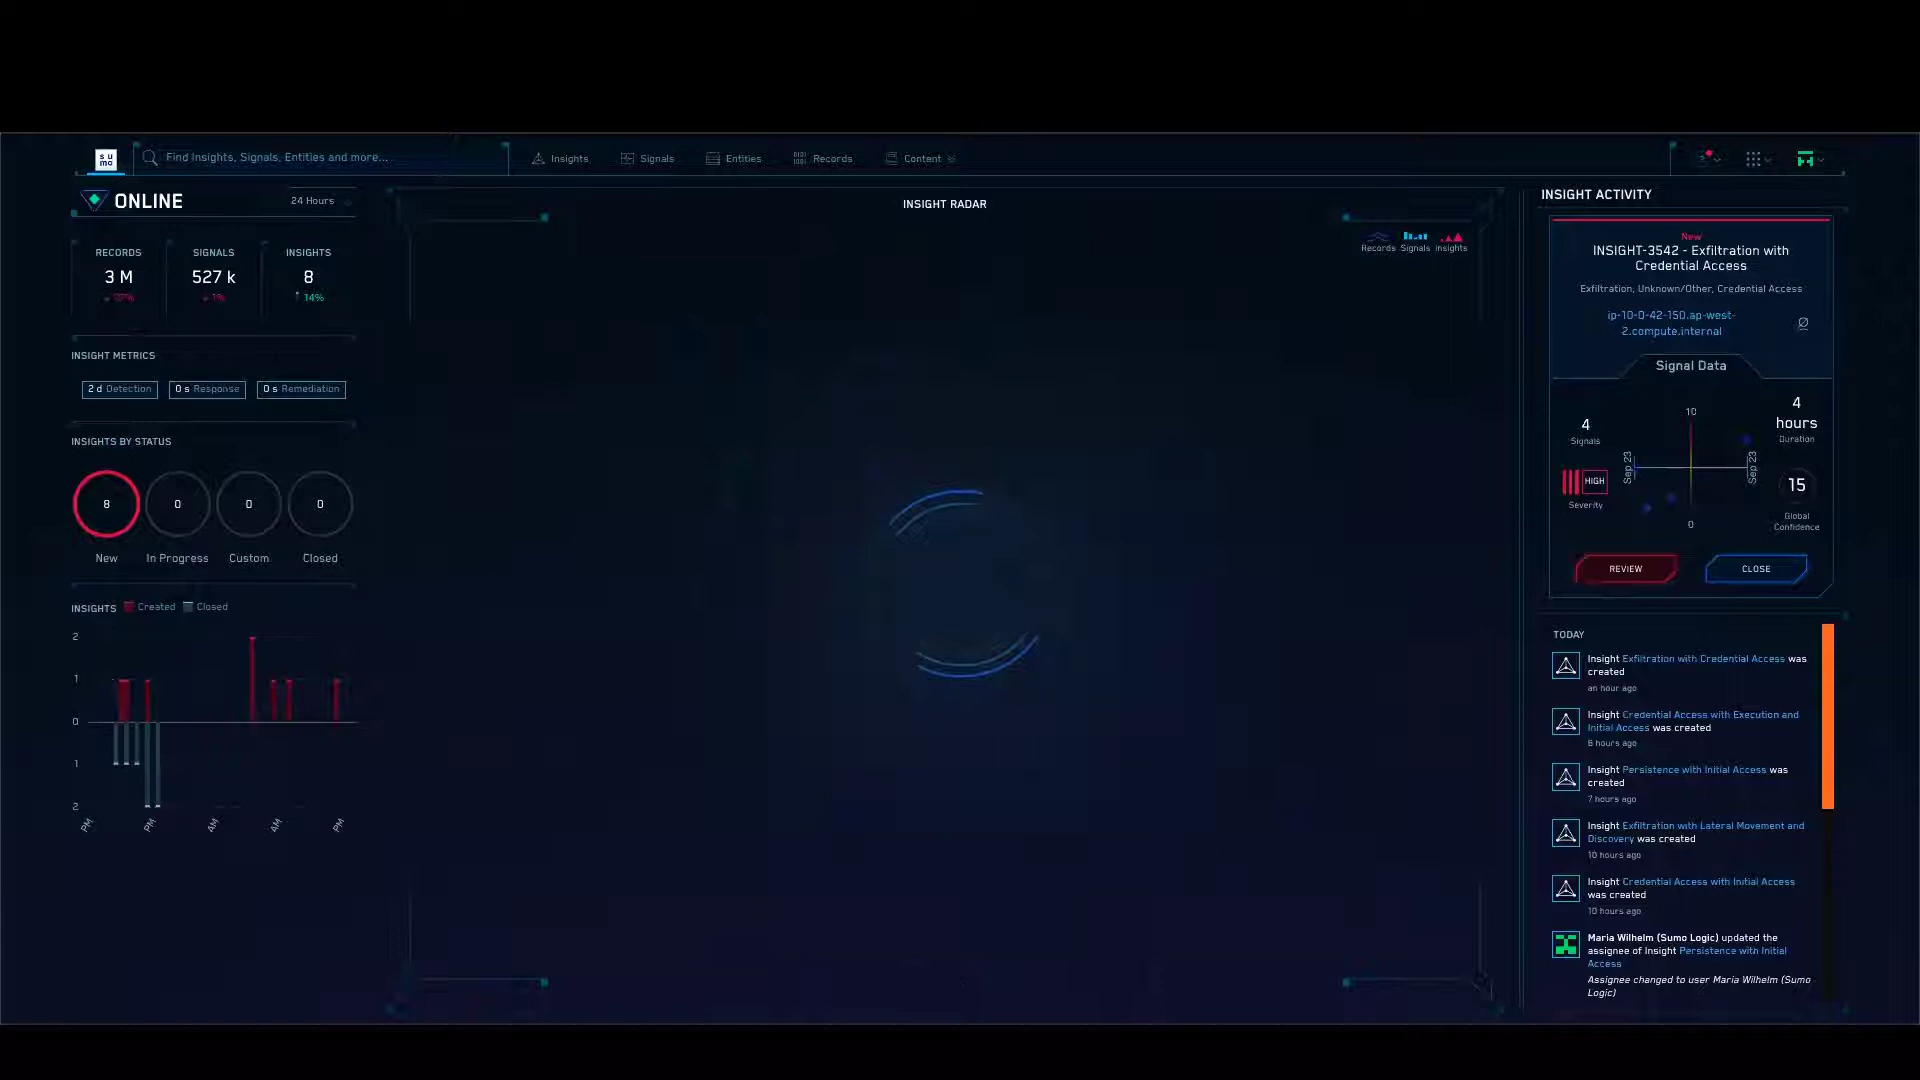 su
mo
Find Insights, Signals, Entities and more...
Insights
Signals
Entities
Records
Content
ONLINE
24 Hours
RECORDS
3 M
SIGNALS
527 k
1%
INSIGHTS
8
14%
INSIGHT METRICS
2 d Detection
0 s Response
0 s Remediation
INSIGHTS BY STATUS
8
0
0
0
New
In Progress
Custom
Closed
INSIGHTS
Created
Closed
2
1
0
1
2
PM
PM
AM
AM
PM
INSIGHT RADAR
Records
Signals
Insights
INSIGHT ACTIVITY
New
INSIGHT-3542 - Exfiltration with
Credential Access
Exfiltration, Unknown/Other, Credential Access
ip-10-0-42-150.ap-west-
2.compute.internal
Signal Data
4
Signals
HIGH
Severity
10
Sep 23
Sep 23
0
4
hours
Duration
15
Global
Confidence
REVIEW
CLOSE
TODAY
Insight Exfiltration with Credential Access was
created
an hour ago
Insight Credential Access with Execution and
Initial Access was created
6 hours ago
Insight Persistence with Initial Access was
created
7 hours ago
Insight Exfiltration with Lateral Movement and
Discovery was created
10 hours ago
Insight Credential Access with Initial Access
was created
10 hours ago
Maria Wilhelm (Sumo Logic) updated the
assignee of Insight Persistence with Initial
Access
Assignee changed to user Maria Wilhelm (Sumo
Logic)